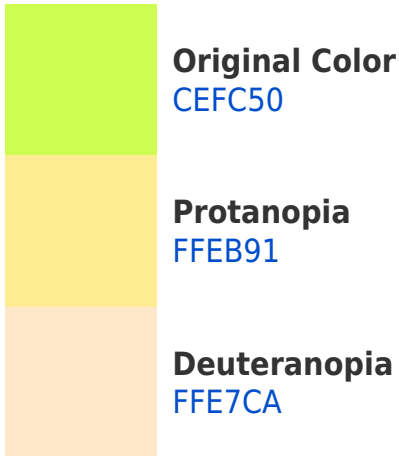 Original Color
CEFC50
Protanopia
FFEB91
Deuteranopia
FFE7CA